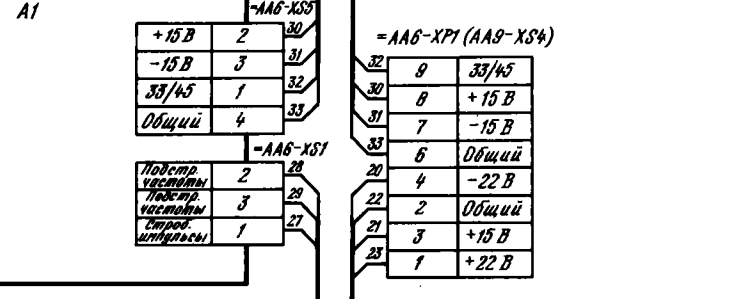 A1
=AA6-XS5
+15 В 2 30
-15 В 3 31
33/45 1 32
Общий 4 33
=AA6-XS1
Подстр. частоты 2 28
Подстр. частоты 3 29
Строб. импульсы 1 27
=AA6-XP1 (AA9-XS4)
32 9 33/45
30 8 +15 В
31 7 -15 В
33 6 Общий
20 4 -22 В
22 2 Общий
21 3 +15 В
23 1 +22 В